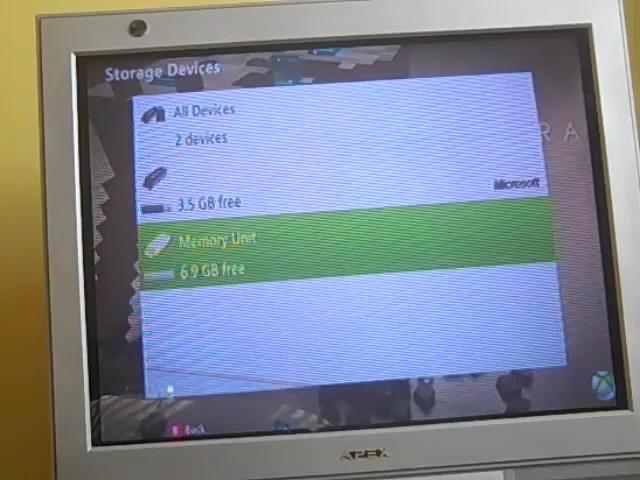 Storage Devices
All Devices
2 devices
R A
Microsoft
3.5 GB free
Memory Unit
6.9 GB free
B Back
APEX